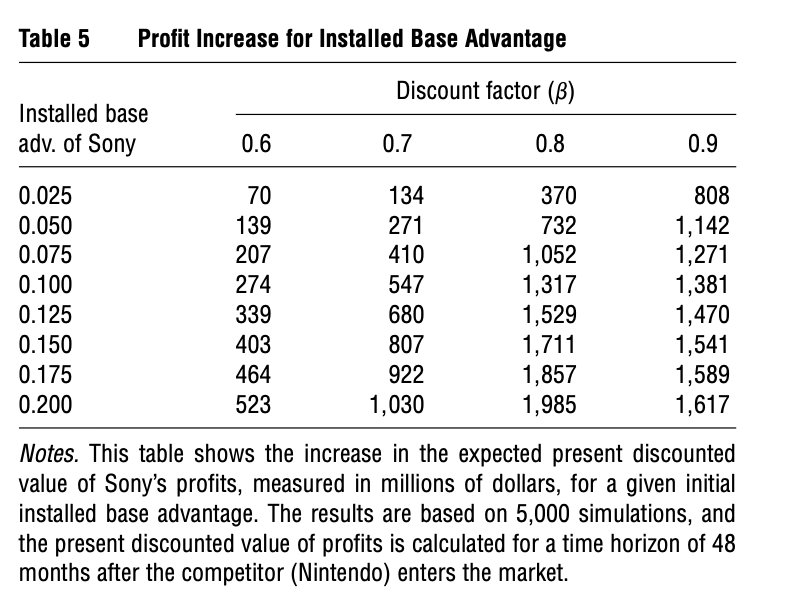 Table 5 Profit Increase for Installed Base Advantage
Discount factor (β)
Installed base
adv. of Sony 0.6 0.7 0.8 0.9
0.025 70 134 370 808
0.050 139 271 732 1,142
0.075 207 410 1,052 1,271
0.100 274 547 1,317 1,381
0.125 339 680 1,529 1,470
0.150 403 807 1,711 1,541
0.175 464 922 1,857 1,589
0.200 523 1,030 1,985 1,617
Notes. This table shows the increase in the expected present discounted
value of Sony's profits, measured in millions of dollars, for a given initial
installed base advantage. The results are based on 5,000 simulations, and
the present discounted value of profits is calculated for a time horizon of 48
months after the competitor (Nintendo) enters the market.